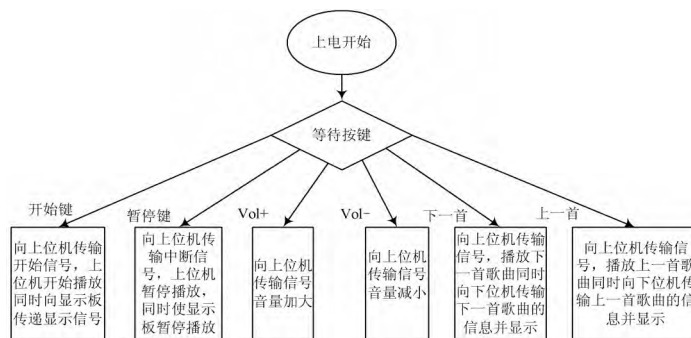 上电开始
等待按键
开始键
暂停键
Vol+
Vol-
下一首
上一首
向上位机传输
开始信号，上
位机开始播放
同时向显示板
传递显示信号
向上位机传
输中断信
号，上位机
暂停播放，
同时使显示
板暂停播放
向上位机
传输信号
音量加大
向上位机
传输信号
音量减小
向上位机传输
信号，播放下
一首歌曲同时
向下位机传输
下一首歌曲的
信息并显示
向上位机传输信
号，播放上一首歌
曲同时向下位机传
输上一首歌曲的信
息并显示